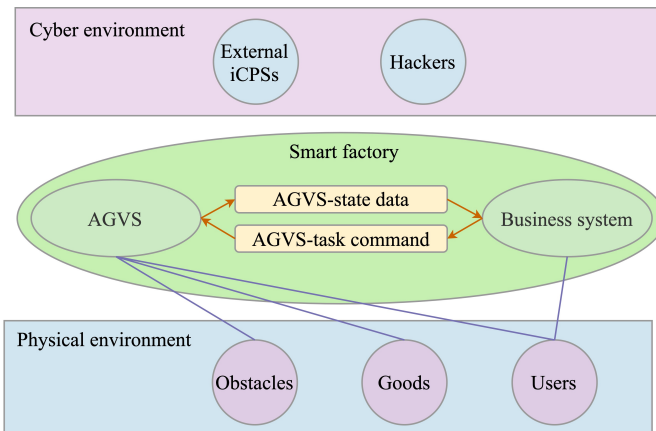 Cyber environment
External
iCPSs
Hackers
Smart factory
AGVS
AGVS-state data
AGVS-task command
Business system
Physical environment
Obstacles
Goods
Users